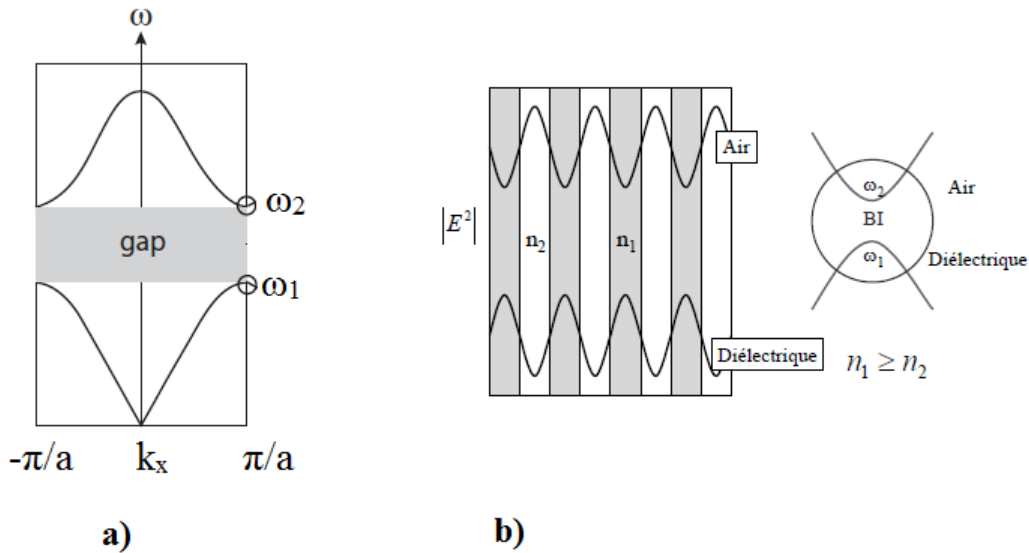 ω
ω2
gap
ω1
-π/a kx π/a
a)
Air
|E²|
n2 n1
Diélectrique
ω2
Air
BI
ω1
Diélectrique
n1 ≥ n2
b)